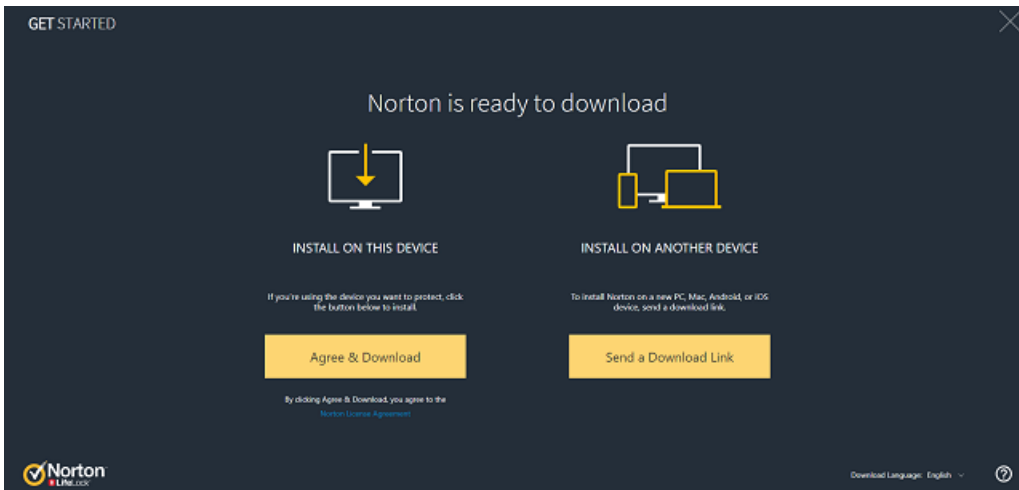 GET STARTED
Norton is ready to download
INSTALL ON THIS DEVICE
If you're using the device you want to protect, click
the button below to install.
Agree & Download
By clicking Agree & Download, you agree to the
Norton License Agreement
INSTALL ON ANOTHER DEVICE
To install Norton on a new PC, Mac, Android, or iOS
device, send a download link.
Send a Download Link
Norton
LifeLock
Download Language: English
?